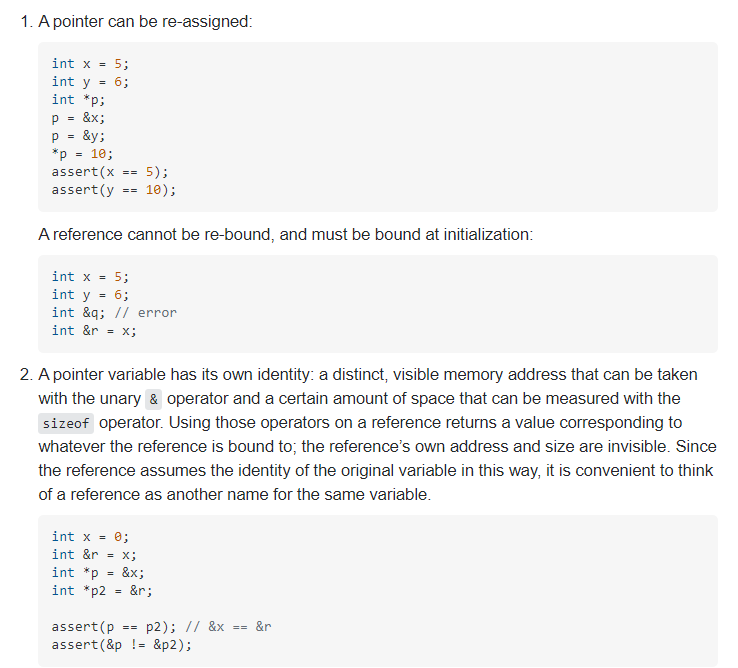 1. A pointer can be re-assigned:
int x = 5;
int y = 6;
int *p;
p = &x;
p = &y;
*p = 10;
assert(x == 5);
assert(y == 10);
A reference cannot be re-bound, and must be bound at initialization:
int x = 5;
int y = 6;
int &q; // error
int &r = x;
2. A pointer variable has its own identity: a distinct, visible memory address that can be taken
with the unary & operator and a certain amount of space that can be measured with the
sizeof operator. Using those operators on a reference returns a value corresponding to
whatever the reference is bound to; the reference’s own address and size are invisible. Since
the reference assumes the identity of the original variable in this way, it is convenient to think
of a reference as another name for the same variable.
int x = 0;
int &r = x;
int *p = &x;
int *p2 = &r;
assert(p == p2); // &x == &r
assert(&p != &p2);